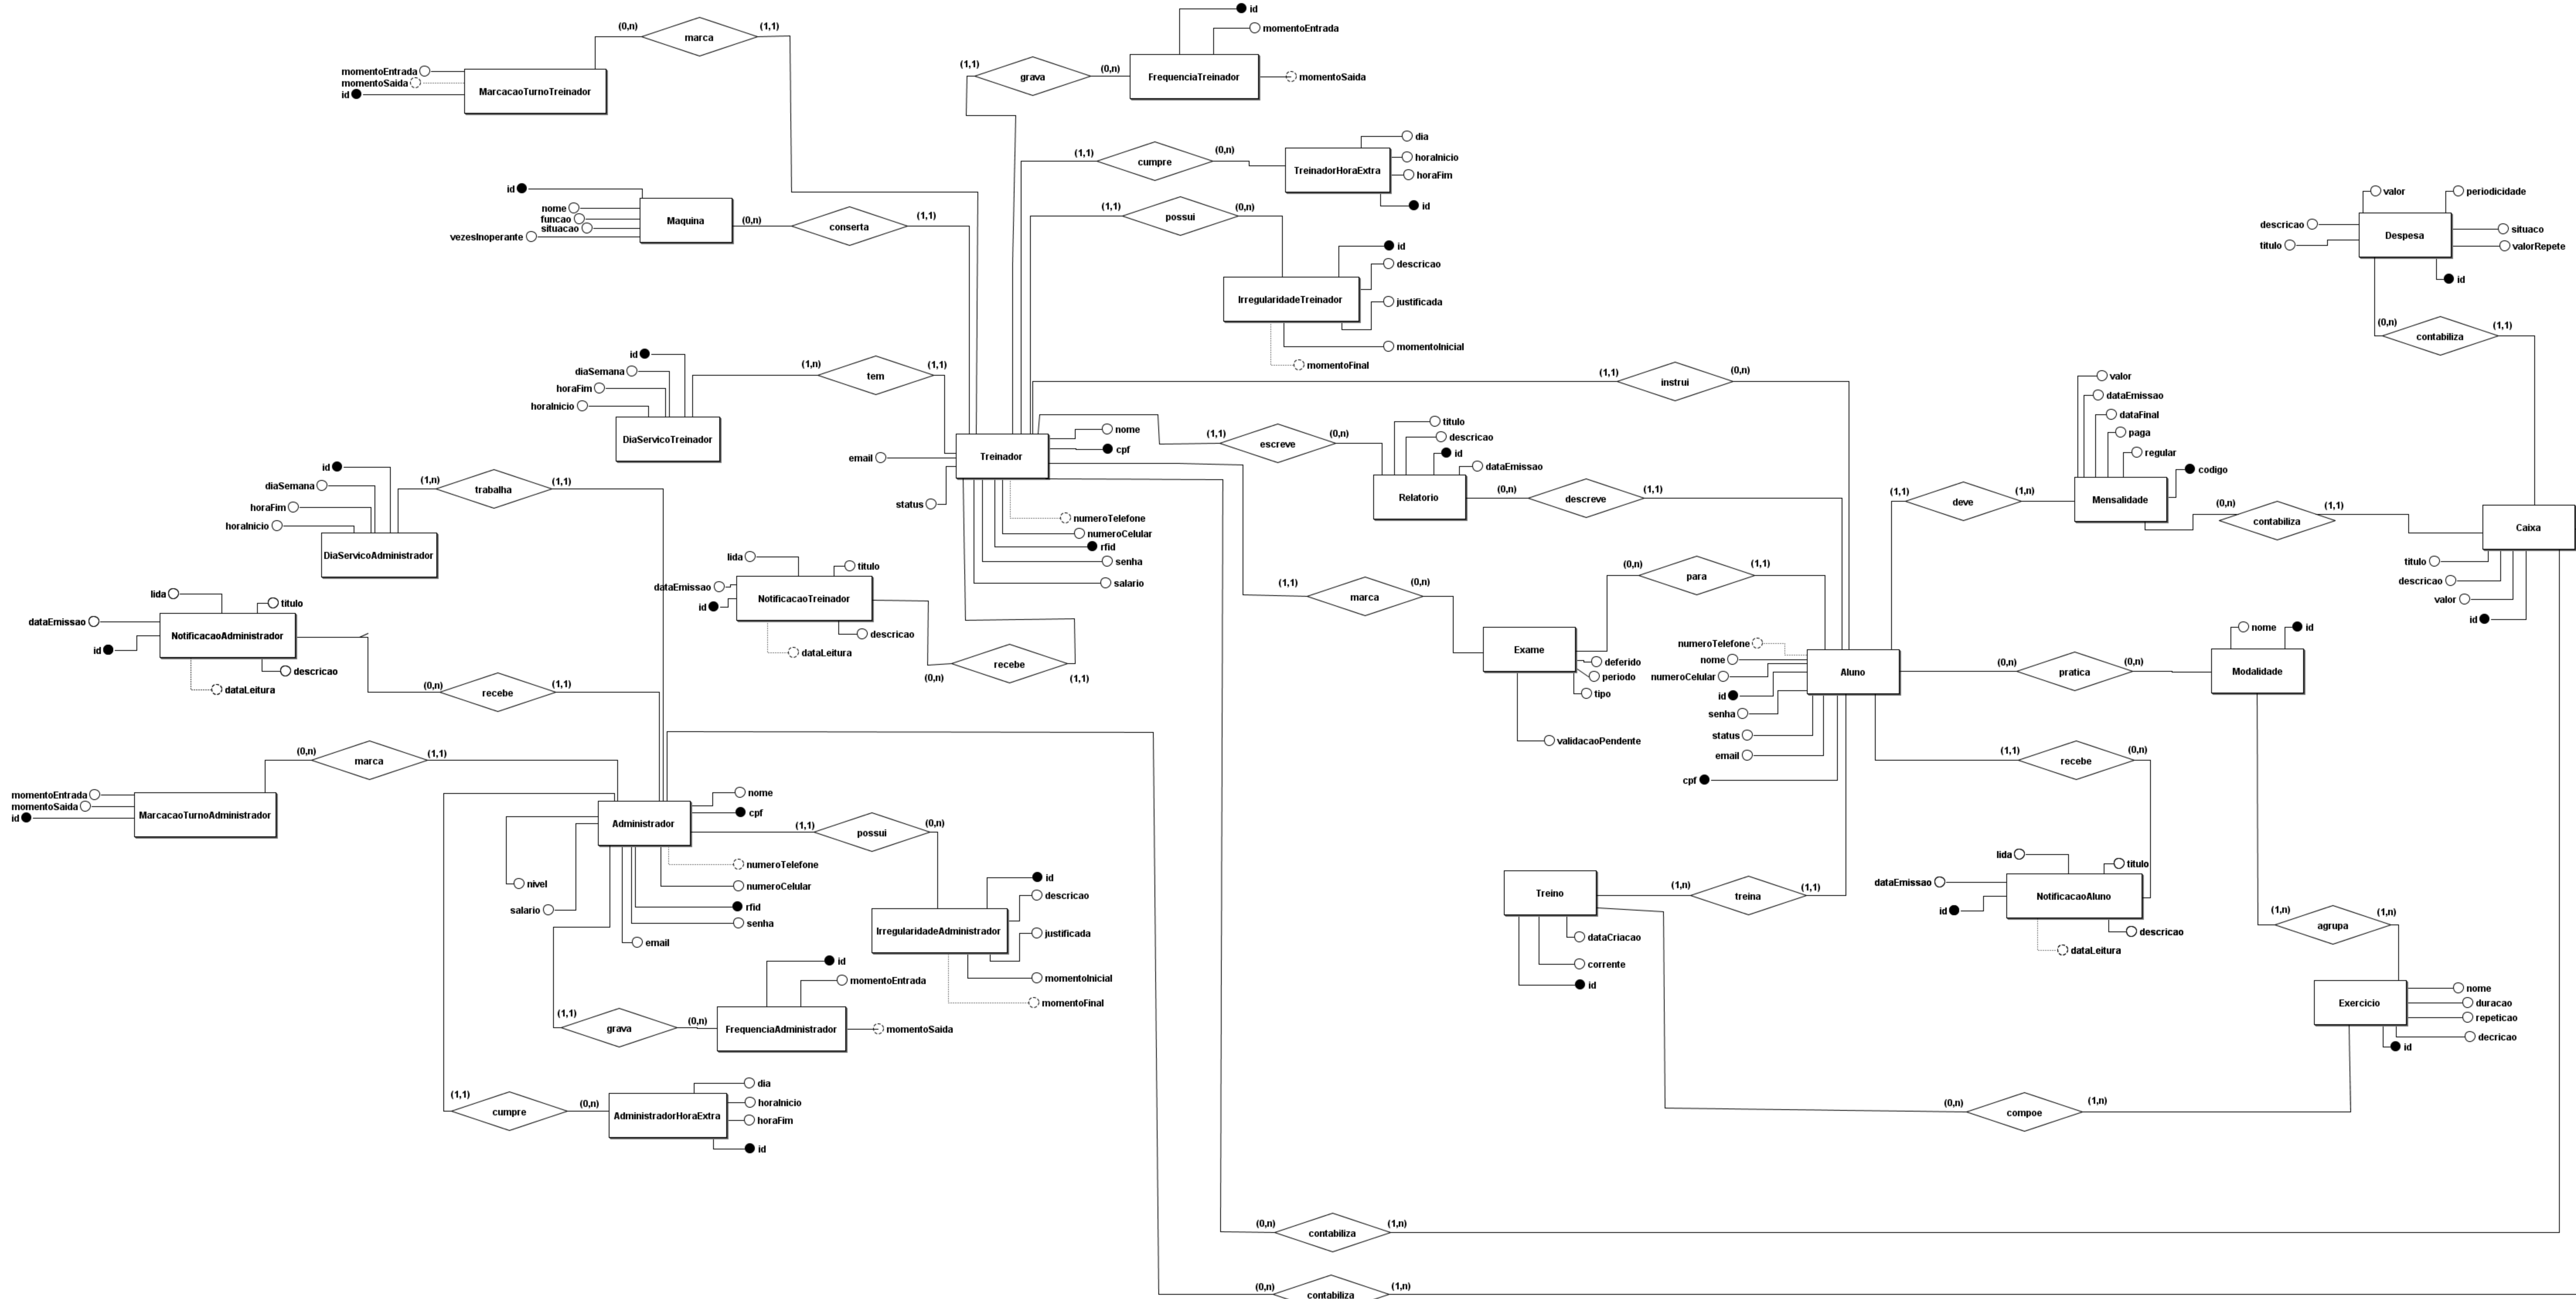 id
momentoEntrada
(0,n) marca (1,1)
momentoEntrada
momentoSaida
id
MarcacaoTurnoTreinador
(1,1) grava (0,n)
FrequenciaTreinador
momentoSaida
dia
horaInicio
horaFim
id
(1,1) cumpre (0,n)
TreinadorHoraExtra
id
nome
funcao
situacao
vezesInoperante
Maquina
(0,n) conserta (1,1)
(1,1) possui (0,n)
id
descricao
justificada
momentoInicial
momentoFinal
IrregularidadeTreinador
valor
periodicidade
descricao
titulo
Despesa
situaco
valorRepete
id
(0,n) contabiliza (1,1)
id
diaSemana
horaFim
horaInicio
DiaServicoTreinador
(1,n) tem (1,1)
(1,1) instrui (0,n)
valor
dataEmissao
dataFinal
paga
regular
codigo
Mensalidade
(1,1) deve (1,n)
(0,n) contabiliza (1,1)
Caixa
titulo
descricao
valor
id
email
status
Treinador
nome
cpf
numeroTelefone
numeroCelular
rfid
senha
salario
(1,1) escreve (0,n)
titulo
descricao
id
dataEmissao
Relatorio
(0,n) descreve (1,1)
id
diaSemana
horaFim
horaInicio
DiaServicoAdministrador
(1,n) trabalha (1,1)
lida
titulo
dataEmissao
id
NotificacaoTreinador
descricao
dataLeitura
(0,n) recebe (1,1)
(1,1) marca (0,n)
(0,n) para (1,1)
Exame
deferido
periodo
tipo
validacaoPendente
lida
titulo
dataEmissao
id
NotificacaoAdministrador
descricao
dataLeitura
(0,n) recebe (1,1)
numeroTelefone
nome
numeroCelular
id
senha
status
email
cpf
Aluno
(0,n) pratica (0,n)
nome
id
Modalidade
(1,1) recebe (0,n)
(0,n) marca (1,1)
momentoEntrada
momentoSaida
id
MarcacaoTurnoAdministrador
Administrador
nome
cpf
numeroTelefone
numeroCelular
rfid
senha
email
nivel
salario
(1,1) possui (0,n)
id
descricao
justificada
momentoInicial
momentoFinal
IrregularidadeAdministrador
Treino
dataCriacao
corrente
id
(1,n) treina (1,1)
lida
titulo
dataEmissao
id
NotificacaoAluno
descricao
dataLeitura
(1,n) agrupa (1,n)
Exercicio
nome
duracao
repeticao
decricao
id
id
momentoEntrada
(1,1) grava (0,n)
FrequenciaAdministrador
momentoSaida
(1,1) cumpre (0,n)
AdministradorHoraExtra
dia
horaInicio
horaFim
id
(0,n) compoe (1,n)
(0,n) contabiliza (1,n)
(0,n) contabiliza (1,n)